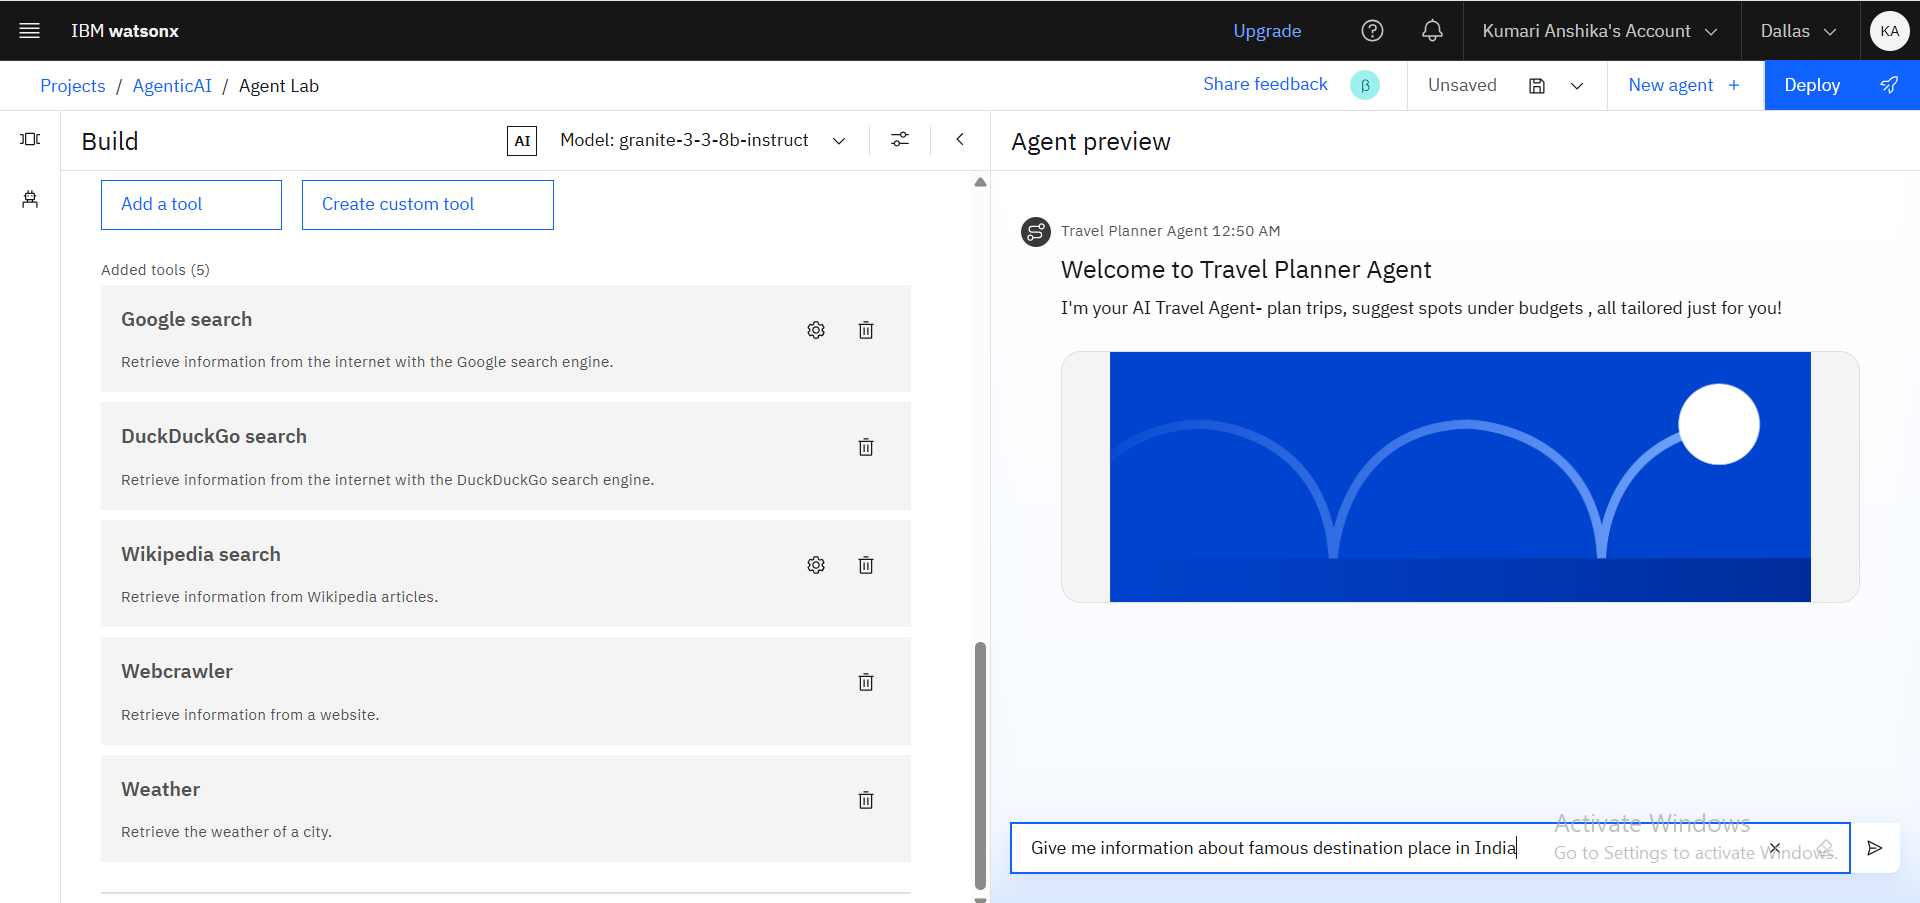 IBM watsonx
Upgrade
Kumari Anshika's Account
Dallas
KA
Projects / AgenticAI / Agent Lab
Share feedback
β
Unsaved
New agent +
Deploy
Build
AI
Model: granite-3-3-8b-instruct
Agent preview
Add a tool
Create custom tool
Added tools (5)
Google search
Retrieve information from the internet with the Google search engine.
DuckDuckGo search
Retrieve information from the internet with the DuckDuckGo search engine.
Wikipedia search
Retrieve information from Wikipedia articles.
Webcrawler
Retrieve information from a website.
Weather
Retrieve the weather of a city.
Travel Planner Agent 12:50 AM
Welcome to Travel Planner Agent
I'm your AI Travel Agent- plan trips, suggest spots under budgets , all tailored just for you!
Give me information about famous destination place in India
Activate Windows
Go to Settings to activate Windows.